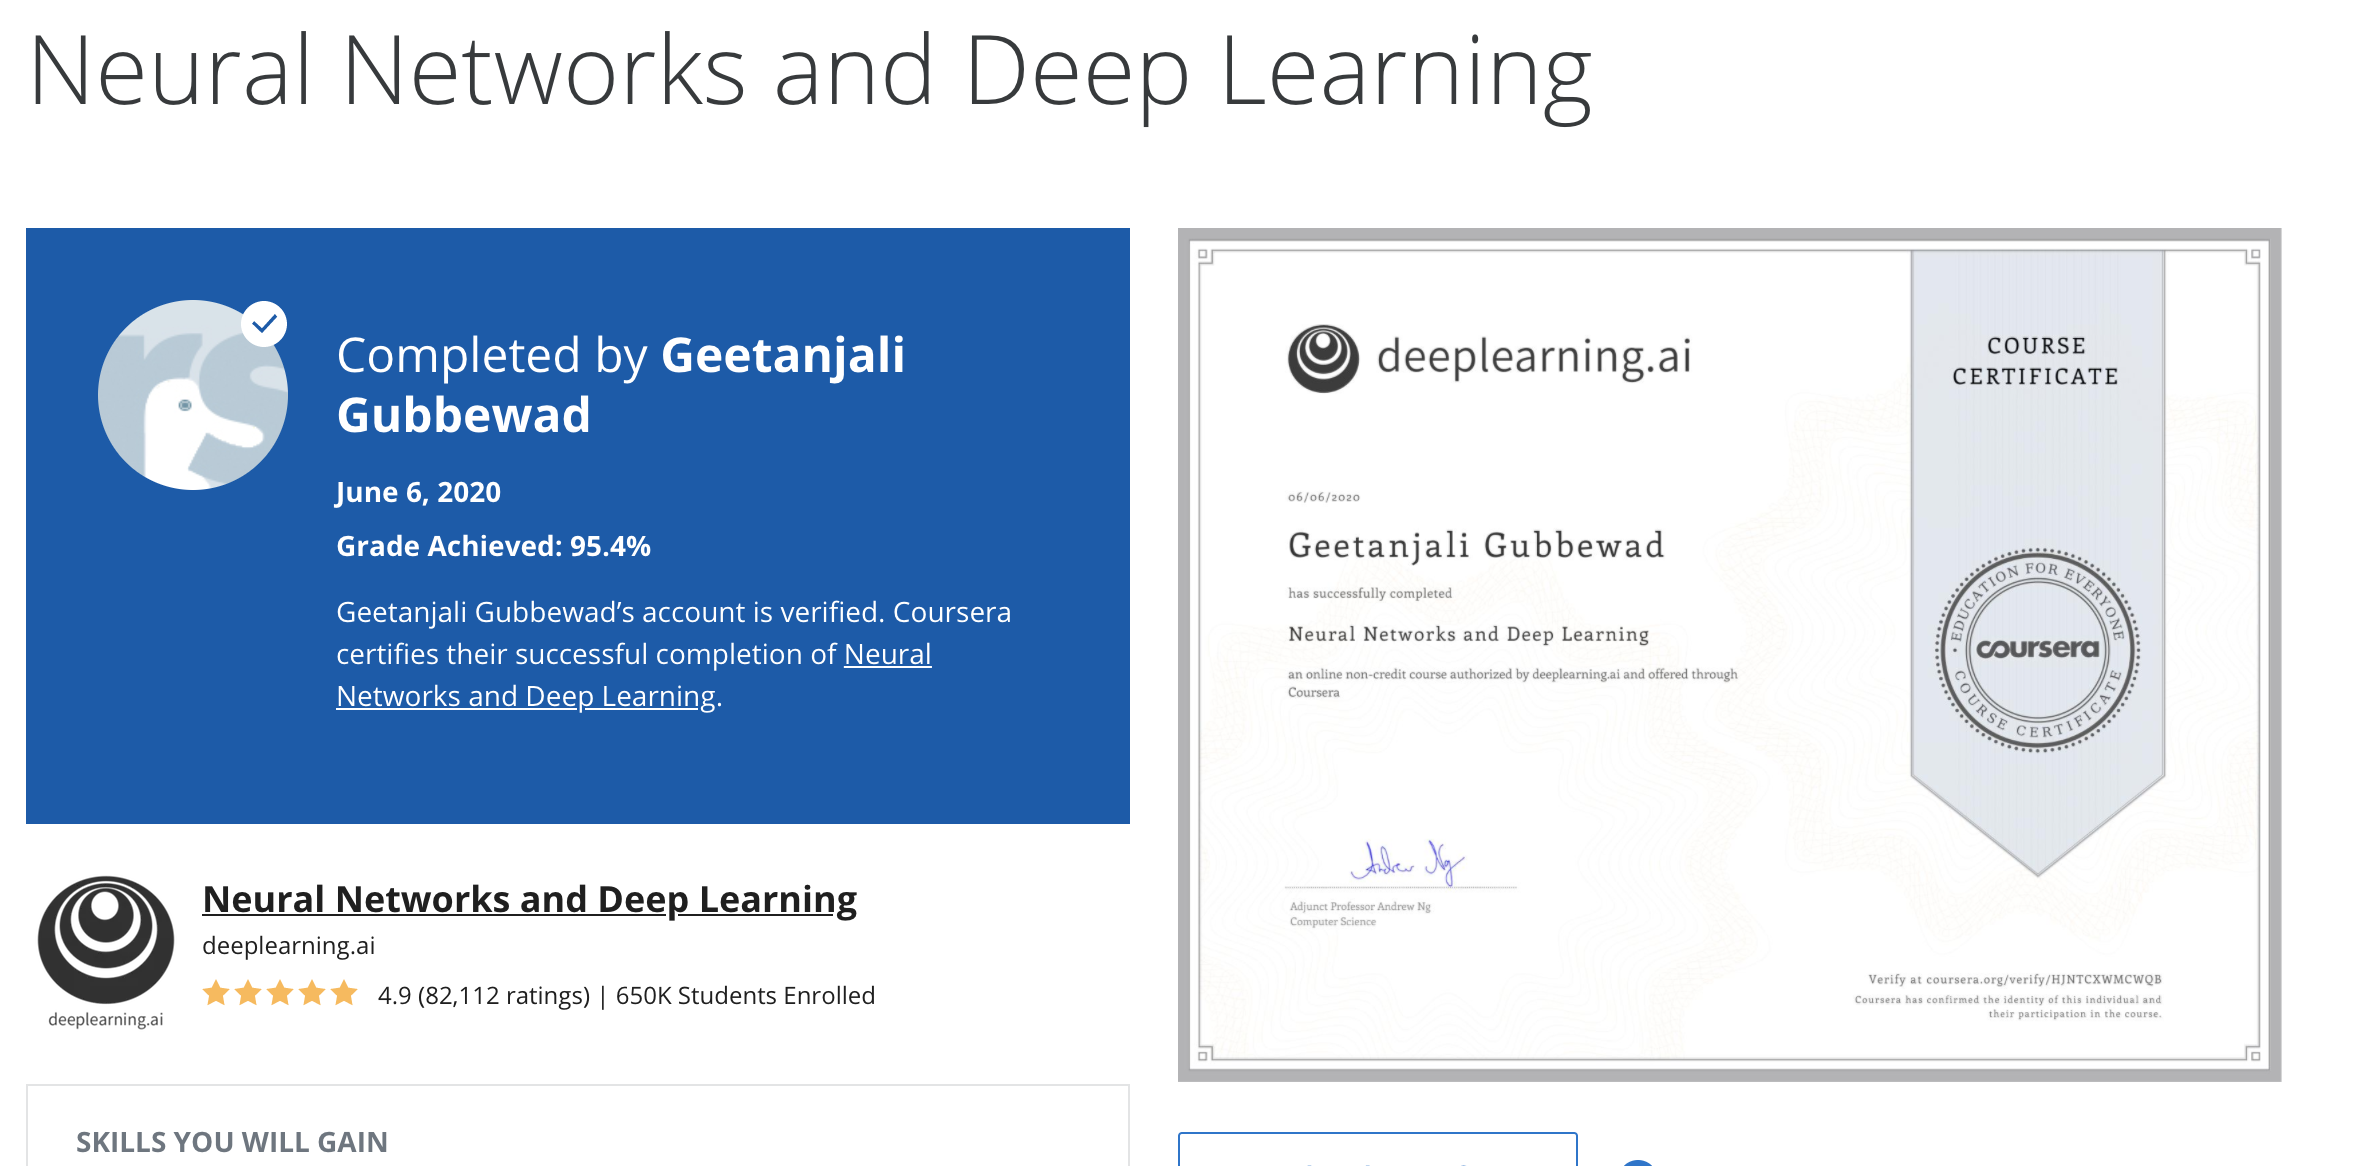 Neural Networks and Deep Learning
Completed by Geetanjali
Gubbewad
June 6, 2020
Grade Achieved: 95.4%
Geetanjali Gubbewad’s account is verified. Coursera
certifies their successful completion of Neural
Networks and Deep Learning.
deeplearning.ai
Neural Networks and Deep Learning
deeplearning.ai
4.9 (82,112 ratings) | 650K Students Enrolled
SKILLS YOU WILL GAIN
deeplearning.ai
06/06/2020
Geetanjali Gubbewad
has successfully completed
Neural Networks and Deep Learning
an online non-credit course authorized by deeplearning.ai and offered through
Coursera
Andrew Ng
Adjunct Professor Andrew Ng
Computer Science
COURSE
CERTIFICATE
EDUCATION FOR EVERYONE
coursera
COURSE CERTIFICATE
Verify at coursera.org/verify/HJNTCXWMCWQB
Coursera has confirmed the identity of this individual and
their participation in the course.